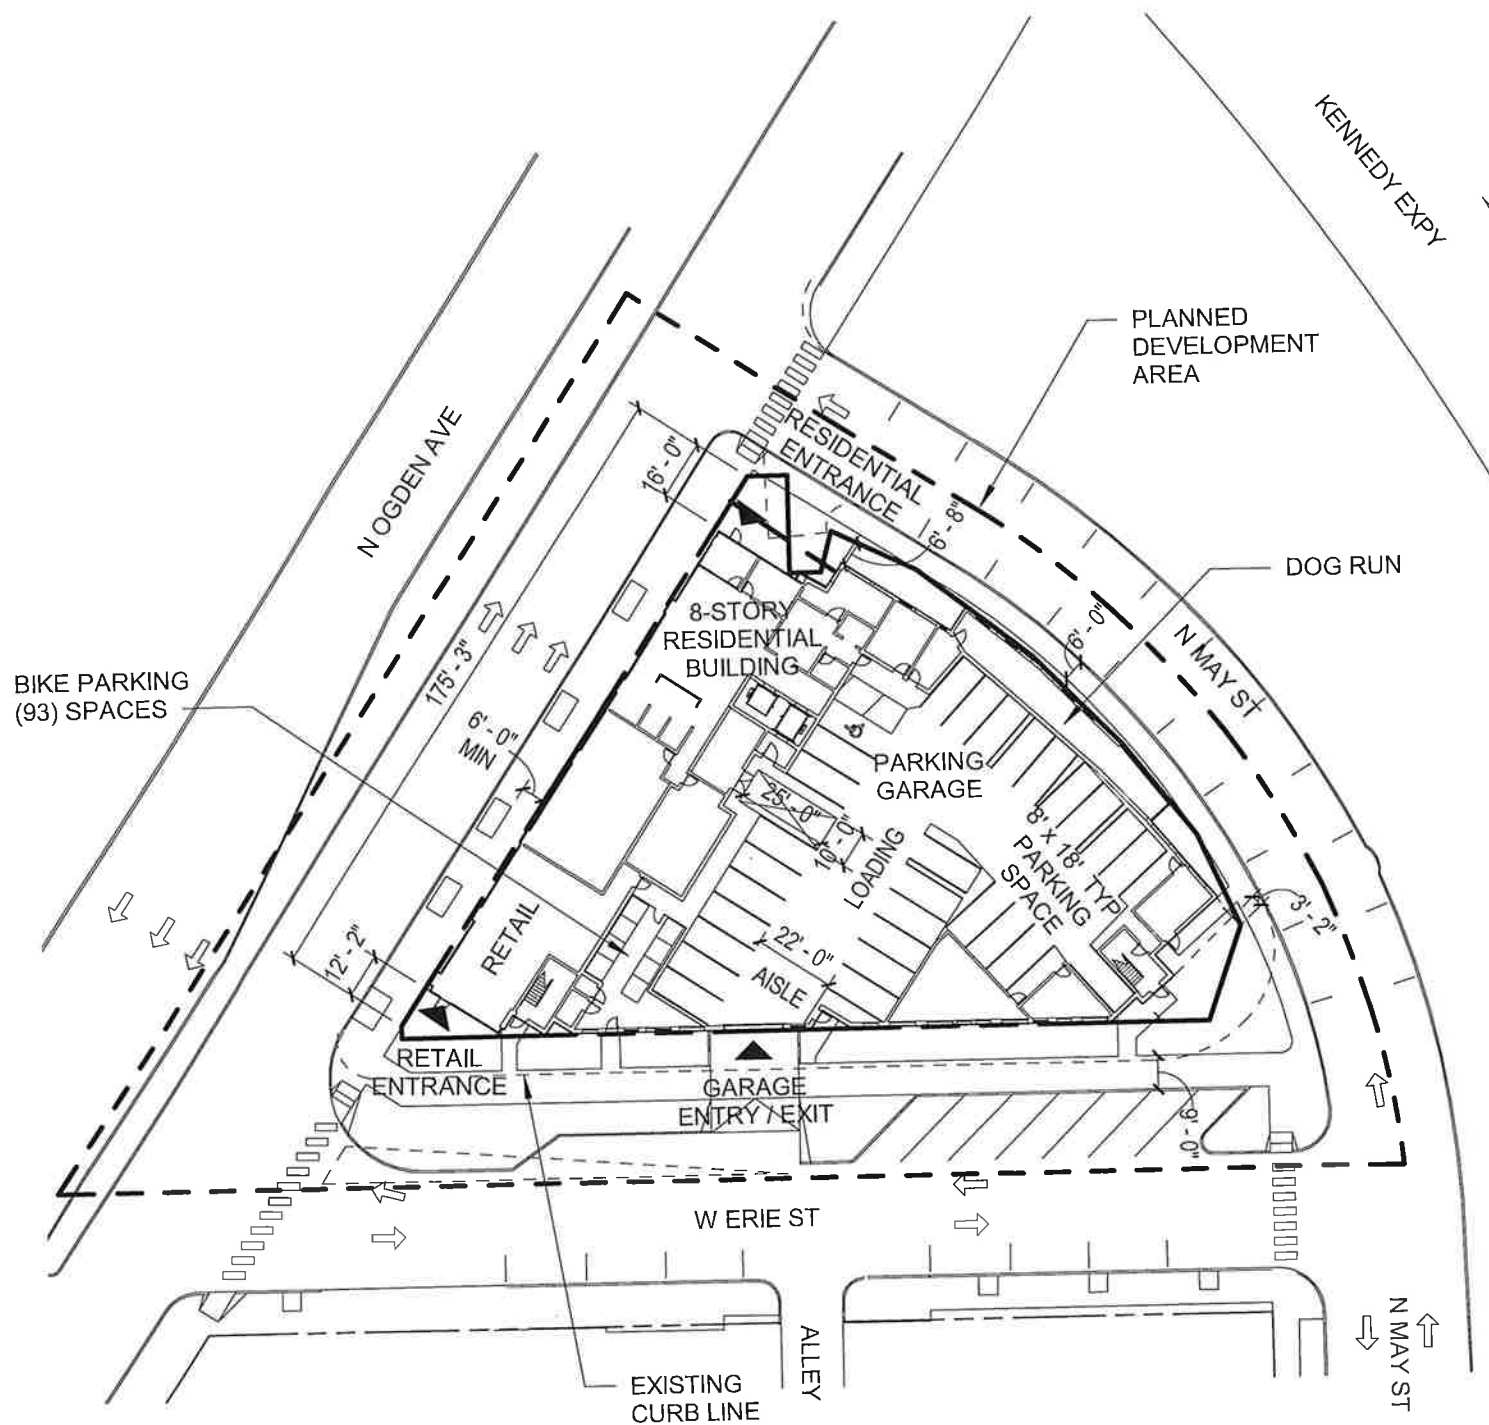 KENNEDY EXPY
PLANNED
DEVELOPMENT
AREA
RESIDENTIAL
ENTRANCE
N OGDEN AVE
16' - 0"
6' - 8"
DOG RUN
8-STORY
RESIDENTIAL
BUILDING
6' - 0"
N MAY ST
175' - 3"
BIKE PARKING
(93) SPACES
6' - 0"
MIN
PARKING
GARAGE
25' - 0"
10' - 0"
LOADING
8' X 18' TYP
PARKING
SPACE
3' - 2"
RETAIL
12' - 2"
22' - 0"
AISLE
RETAIL
ENTRANCE
GARAGE
ENTRY / EXIT
9' - 0"
W ERIE ST
ALLEY
N MAY ST
EXISTING
CURB LINE